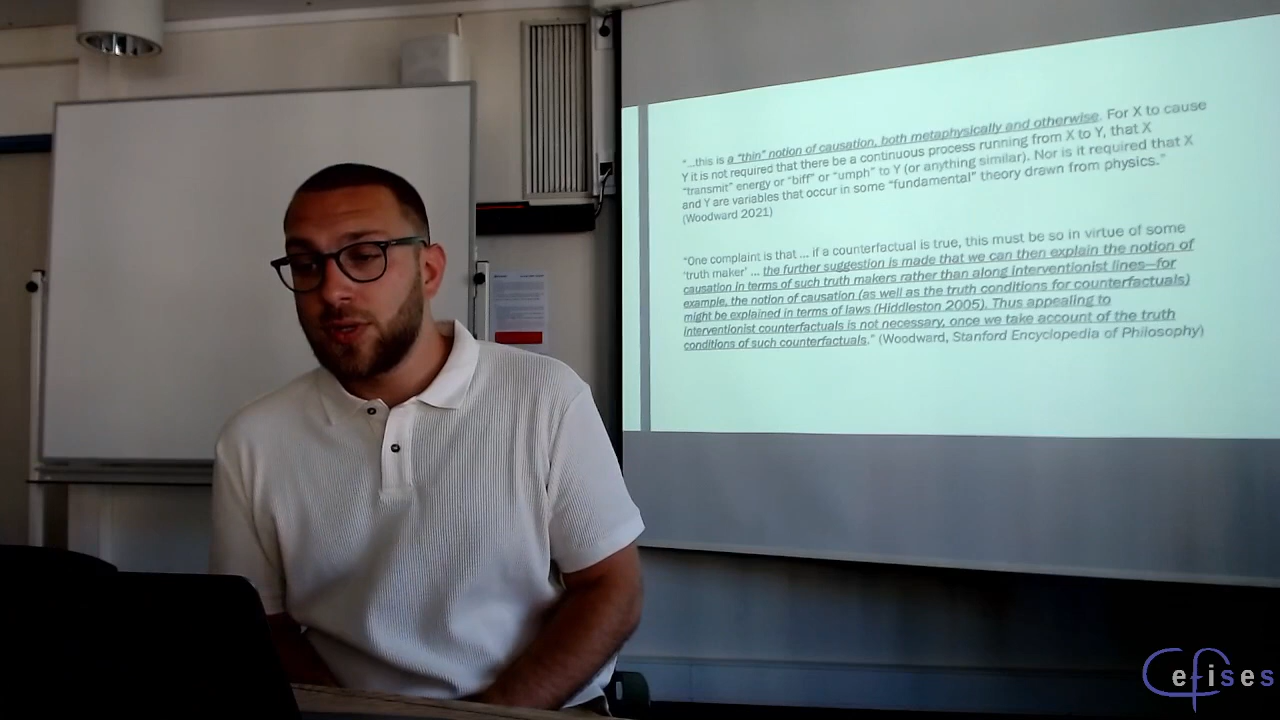 “...this is a “thin” notion of causation, both metaphysically and otherwise. For X to cause
Y it is not required that there be a continuous process running from X to Y, that X
“transmit” energy or “biff” or “umph” to Y (or anything similar). Nor is it required that X
and Y are variables that occur in some “fundamental” theory drawn from physics.”
(Woodward 2021)
“One complaint is that ... if a counterfactual is true, this must be so in virtue of some
‘truth maker’ ... the further suggestion is made that we can then explain the notion of
causation in terms of such truth makers rather than along interventionist lines—for
example, the notion of causation (as well as the truth conditions for counterfactuals)
might be explained in terms of laws (Hiddleston 2005). Thus appealing to
interventionist counterfactuals is not necessary, once we take account of the truth
conditions of such counterfactuals.” (Woodward, Stanford Encyclopedia of Philosophy)
Cefises